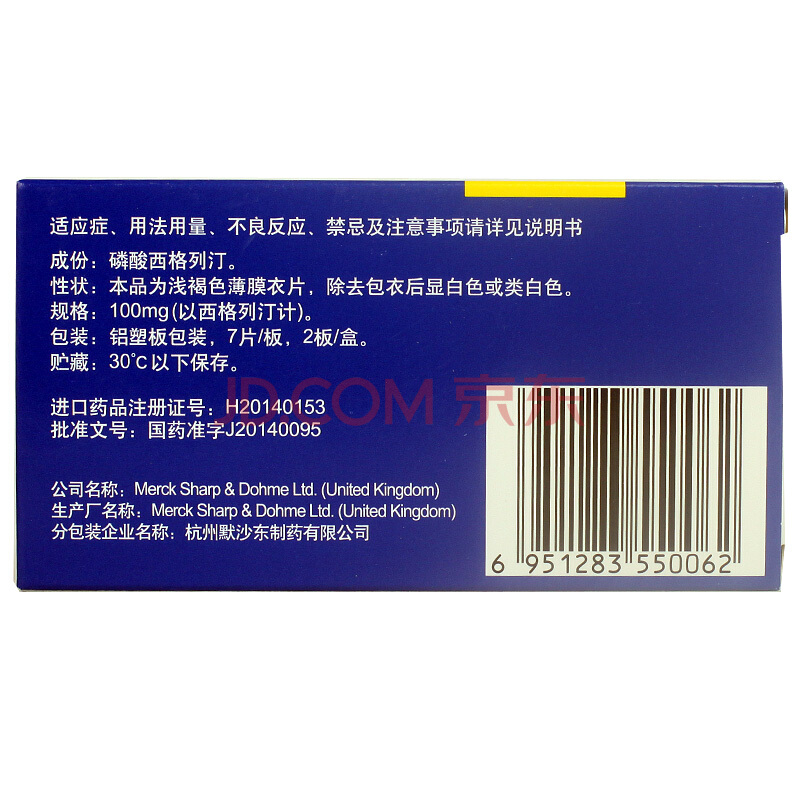 适应症、用法用量、不良反应、禁忌及注意事项请详见说明书
成份：磷酸西格列汀。
性状：本品为浅褐色薄膜衣片，除去包衣后显白色或类白色。
规格：100mg(以西格列汀计)。
包装：铝塑板包装，7片/板，2板/盒。
贮藏：30℃以下保存。
JD.COM 京东
进口药品注册证号：H20140153
批准文号：国药准字J20140095
公司名称：Merck Sharp & Dohme Ltd. (United Kingdom)
生产厂名称：Merck Sharp & Dohme Ltd. (United Kingdom)
分包装企业名称：杭州默沙东制药有限公司
6 951283 550062